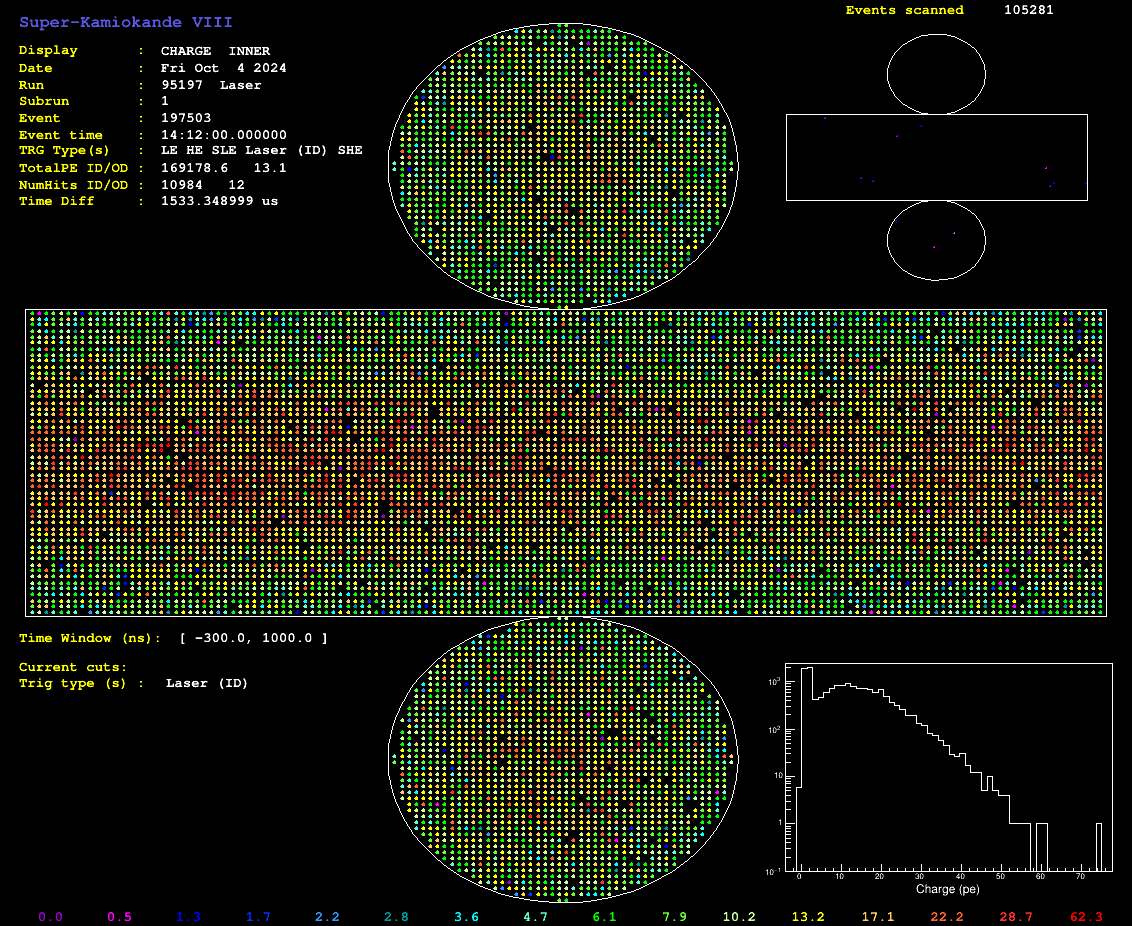 Super-Kamiokande VIII
Display : CHARGE INNER
Date : Fri Oct 4 2024
Run : 95197 Laser
Subrun : 1
Event : 197503
Event time : 14:12:00.000000
TRG Type(s) : LE HE SLE Laser (ID) SHE
TotalPE ID/OD : 169178.6 13.1
NumHits ID/OD : 10984 12
Time Diff : 1533.348999 us
Events scanned 105281
Time Window (ns): [ -300.0, 1000.0 ]
Current cuts:
Trig type (s) : Laser (ID)
10³
10²
10
1
10⁻¹
0 10 20 30 40 50 60 70
Charge (pe)
0.0 0.5 1.3 1.7 2.2 2.8 3.6 4.7 6.1 7.9 10.2 13.2 17.1 22.2 28.7 62.3